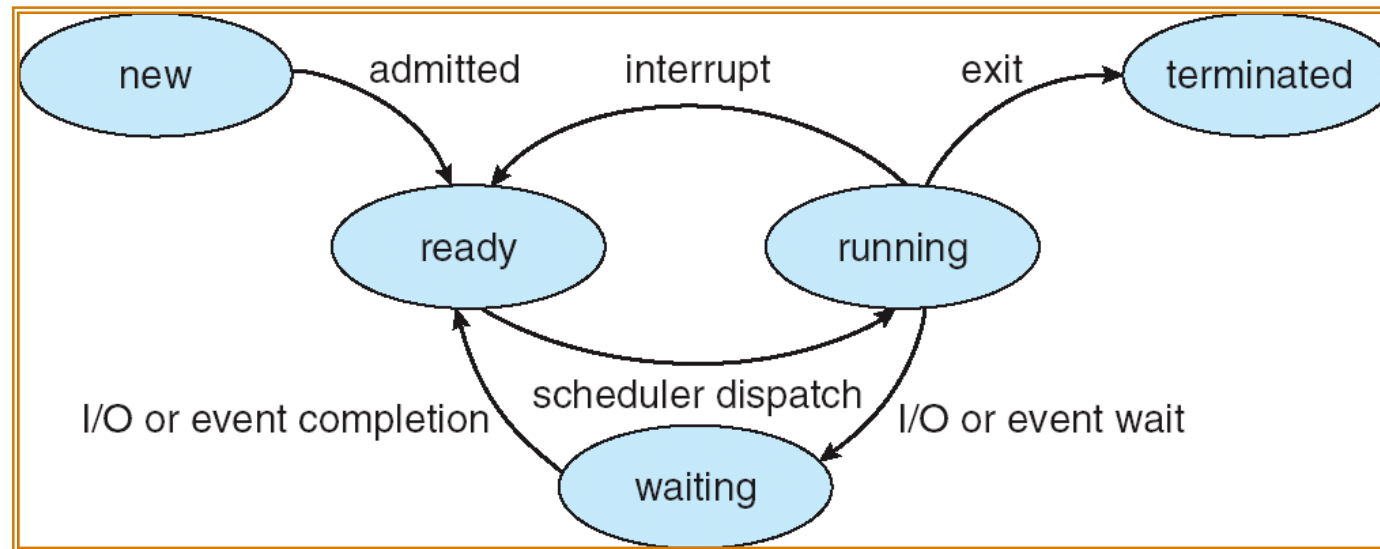 new
admitted
interrupt
exit
terminated
ready
running
scheduler dispatch
I/O or event completion
I/O or event wait
waiting